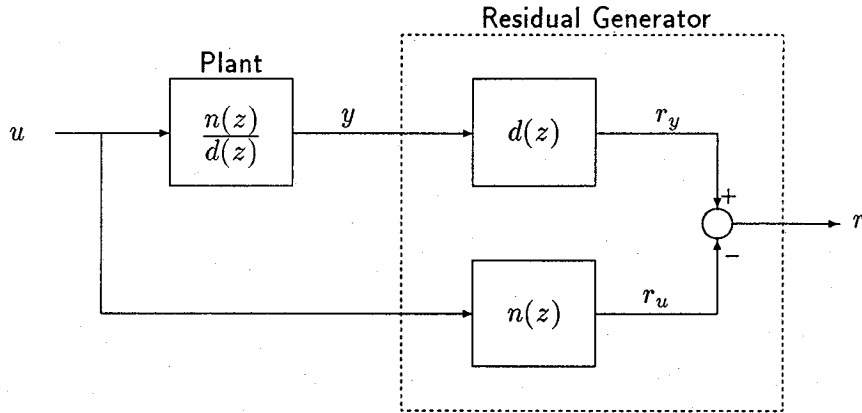 Residual Generator
Plant
u
n(z)
d(z)
y
d(z)
r_y
+
r
-
n(z)
r_u